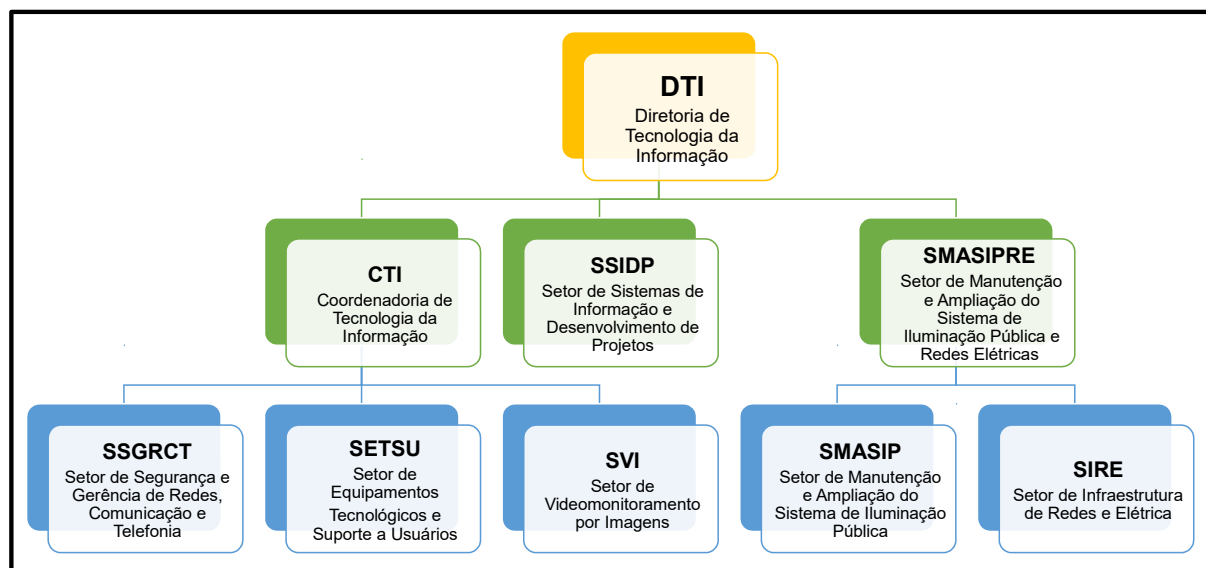 DTI
Diretoria de
Tecnologia da
Informação
CTI
Coordenadoria de
Tecnologia da
Informação
SSIDP
Setor de Sistemas de
Informação e
Desenvolvimento de
Projetos
SMASIPRE
Setor de Manutenção
e Ampliação do
Sistema de
Iluminação Pública e
Redes Elétricas
SSGRCT
Setor de Segurança e
Gerência de Redes,
Comunicação e
Telefonia
SETSU
Setor de
Equipamentos
Tecnológicos e
Suporte a Usuários
SVI
Setor de
Videomonitoramento
por Imagens
SMASIP
Setor de Manutenção
e Ampliação do
Sistema de Iluminação
Pública
SIRE
Setor de Infraestrutura
de Redes e Elétrica